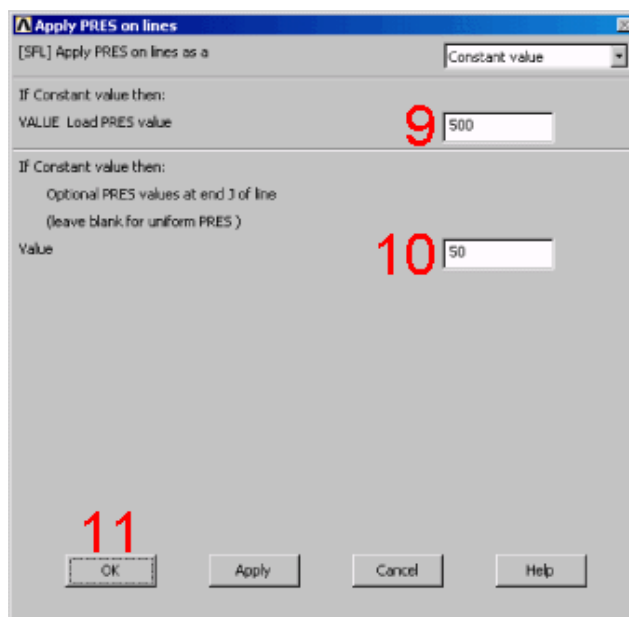 Apply PRES on lines
[SFL] Apply PRES on lines as a
Constant value
If Constant value then:
VALUE Load PRES value
9
500
If Constant value then:
Optional PRES values at end J of line
(leave blank for uniform PRES )
Value
10
50
11
OK
Apply
Cancel
Help